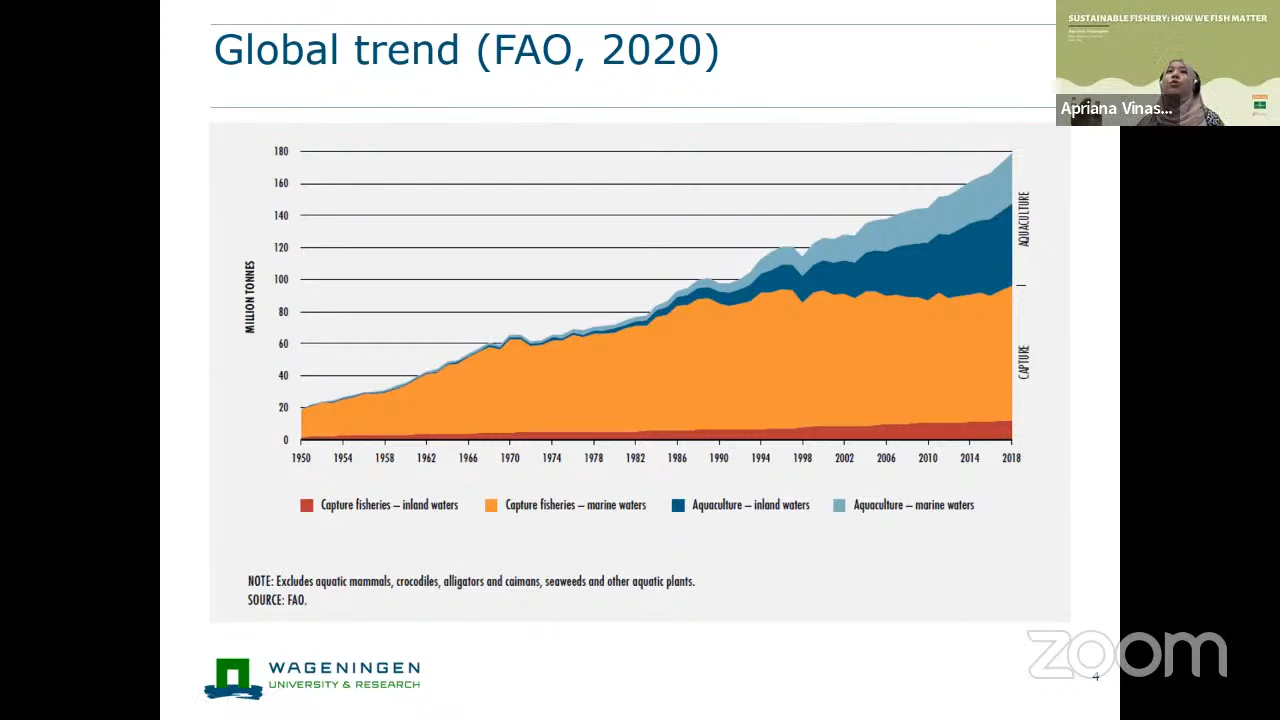 Global trend (FAO, 2020)
SUSTAINABLE FISHERY: HOW WE FISH MATTER
Apriana Vinas...
180
160
140
120
100
80
60
40
20
0
MILLION TONNES
AQUACULTURE
CAPTURE
1950 1954 1958 1962 1966 1970 1974 1978 1982 1986 1990 1994 1998 2002 2006 2010 2014 2018
Capture fisheries – inland waters Capture fisheries – marine waters Aquaculture – inland waters Aquaculture – marine waters
NOTE: Excludes aquatic mammals, crocodiles, alligators and caimans, seaweeds and other aquatic plants.
SOURCE: FAO.
WAGENINGEN
UNIVERSITY & RESEARCH
zoom
4